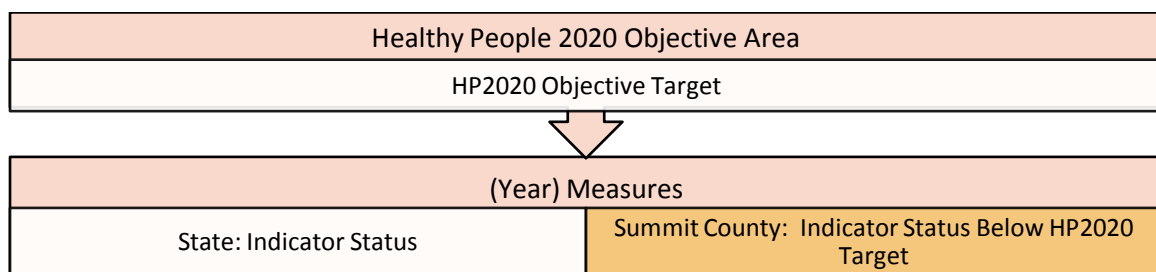 Healthy People 2020 Objective Area
HP2020 Objective Target
(Year) Measures
State: Indicator Status
Summit County:  Indicator Status Below HP2020
Target